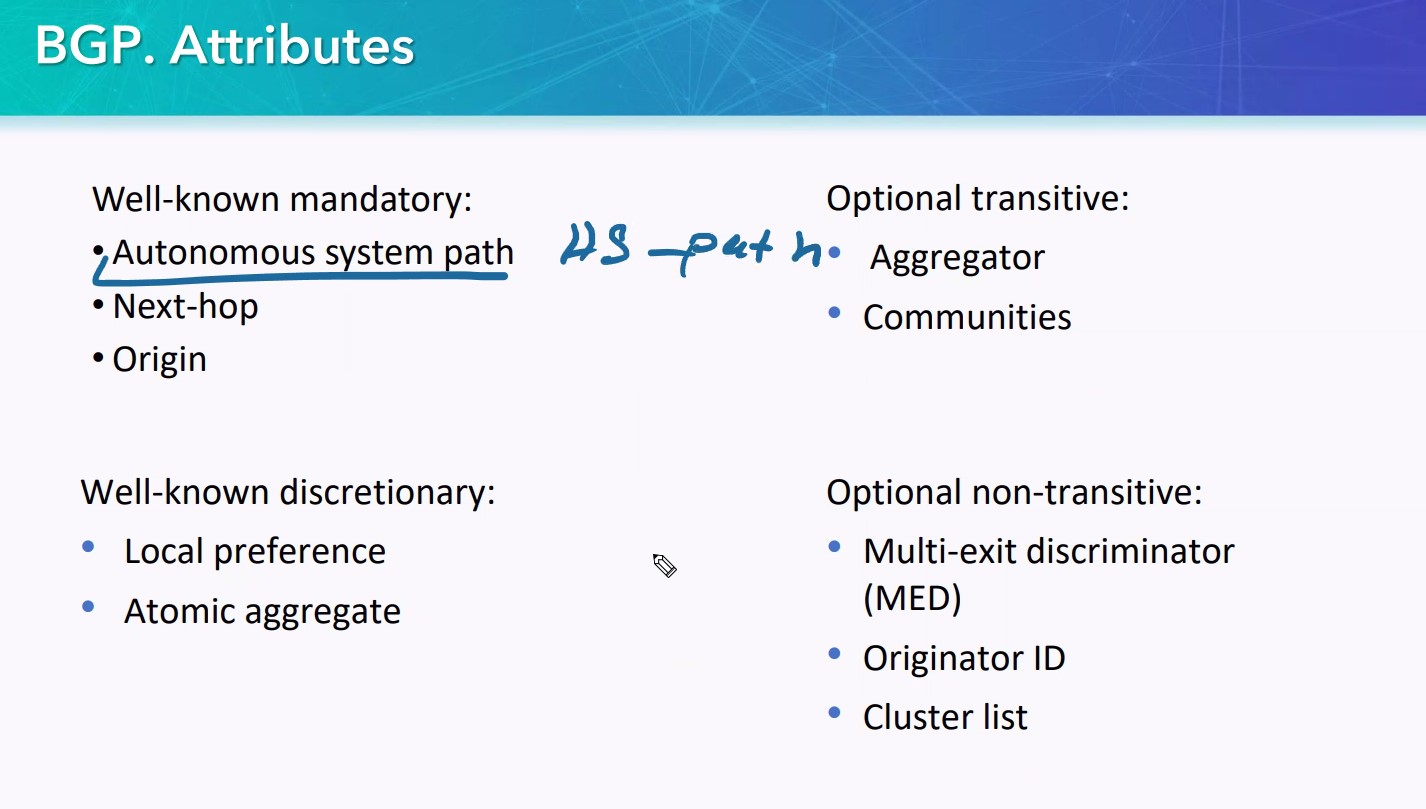 BGP. Attributes
Well-known mandatory:
• Autonomous system path
AS-path
• Next-hop
• Origin
Well-known discretionary:
• Local preference
• Atomic aggregate
Optional transitive:
• Aggregator
• Communities
Optional non-transitive:
• Multi-exit discriminator
(MED)
• Originator ID
• Cluster list